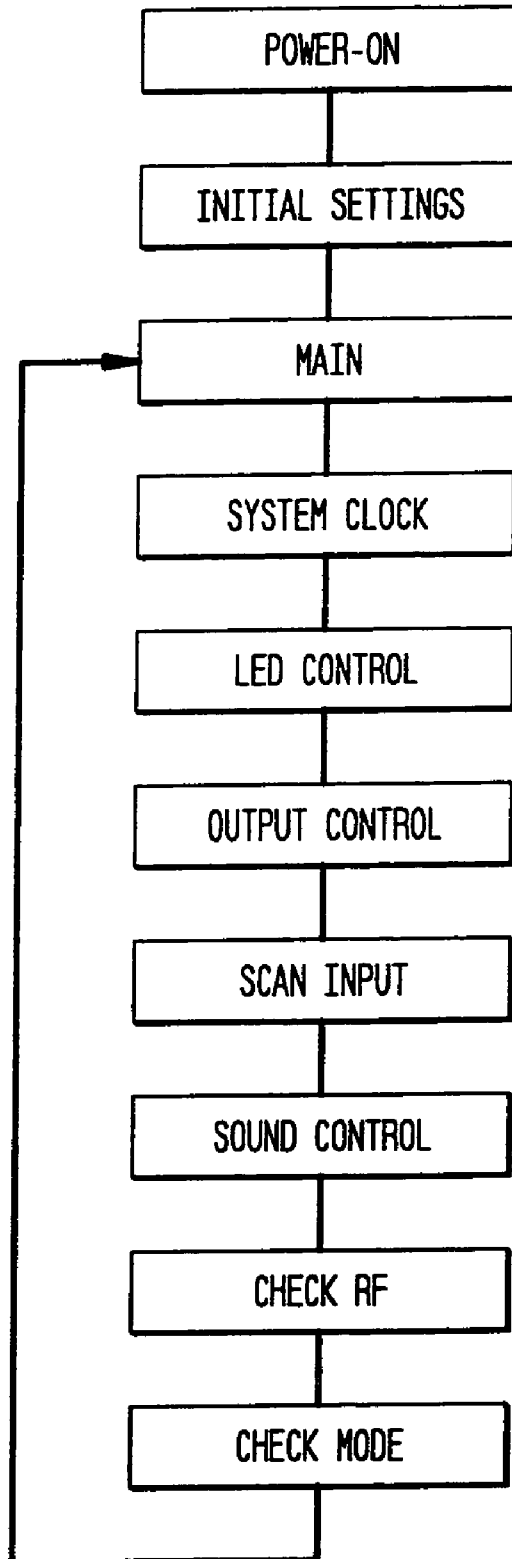 POWER-ON
INITIAL SETTINGS
MAIN
SYSTEM CLOCK
LED CONTROL
OUTPUT CONTROL
SCAN INPUT
SOUND CONTROL
CHECK RF
CHECK MODE